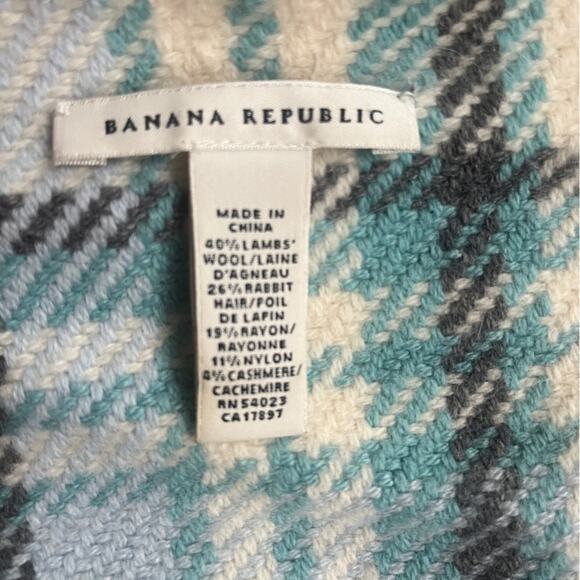 BANANA REPUBLIC
MADE IN
CHINA
40% LAMBS'
WOOL/LAINE
D'AGNEAU
26% RABBIT
HAIR/POIL
DE LAPIN
19% RAYON/
RAYONNE
11% NYLON
4% CASHMERE/
CACHEMIRE
RN 54023
CA17897